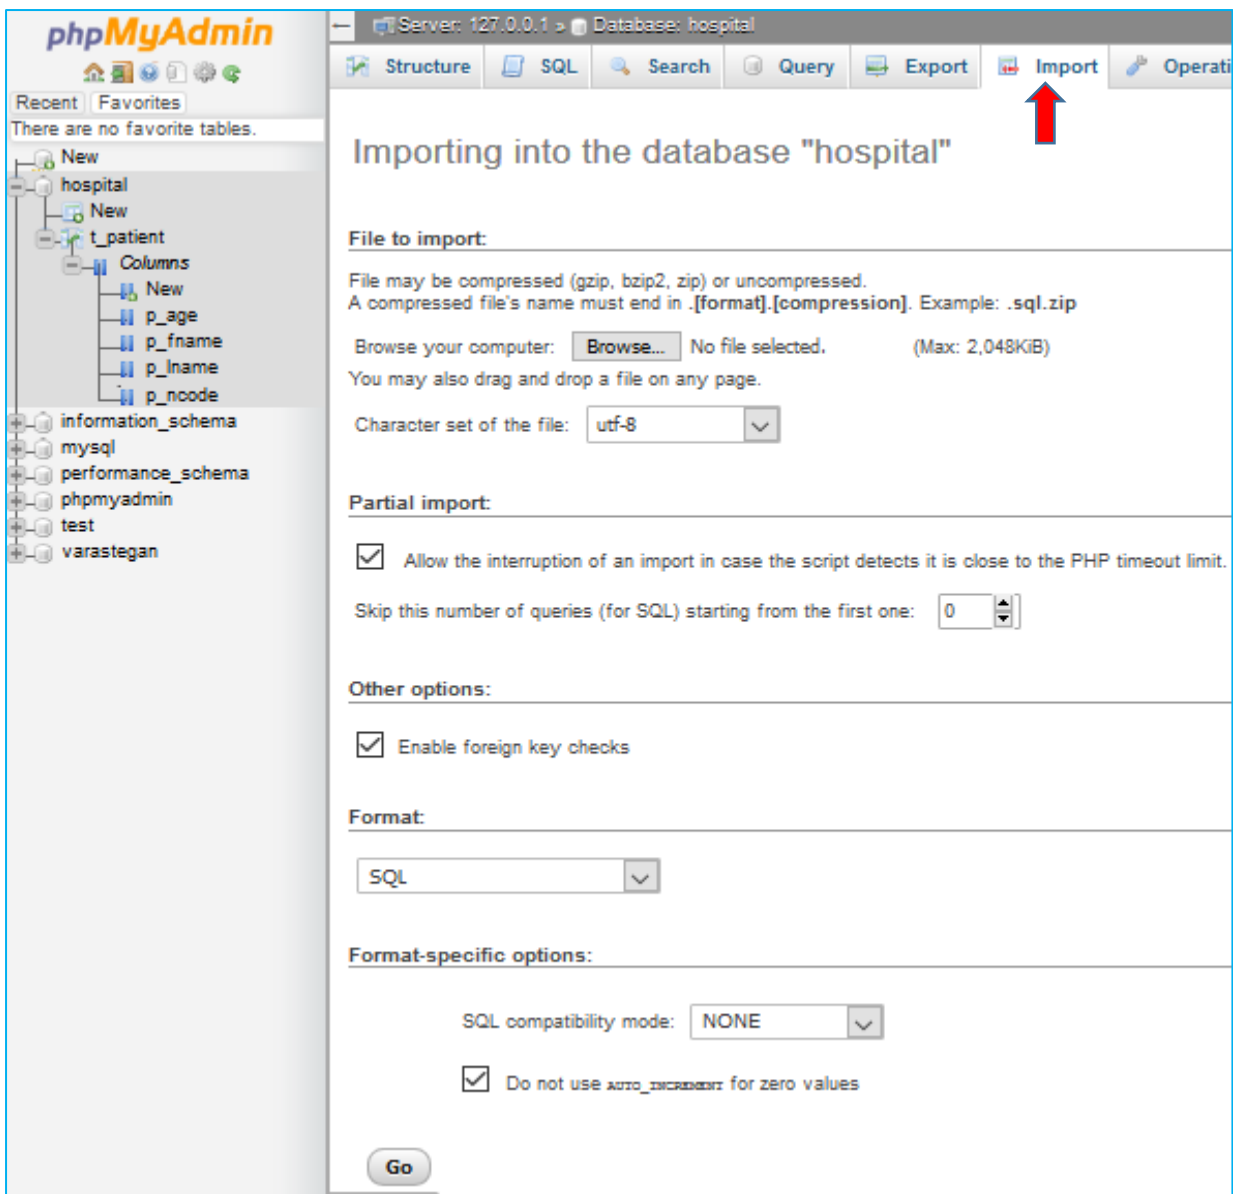 phpMyAdmin
Recent Favorites
There are no favorite tables.
New
hospital
New
t_patient
Columns
New
p_age
p_fname
p_lname
p_ncode
information_schema
mysql
performance_schema
phpmyadmin
test
varastegan
Server: 127.0.0.1 » Database: hospital
Structure SQL Search Query Export Import Operati
Importing into the database "hospital"
File to import:
File may be compressed (gzip, bzip2, zip) or uncompressed.
A compressed file's name must end in .[format].[compression]. Example: .sql.zip
Browse your computer: Browse... No file selected. (Max: 2,048KiB)
You may also drag and drop a file on any page.
Character set of the file: utf-8
Partial import:
Allow the interruption of an import in case the script detects it is close to the PHP timeout limit.
Skip this number of queries (for SQL) starting from the first one: 0
Other options:
Enable foreign key checks
Format:
SQL
Format-specific options:
SQL compatibility mode: NONE
Do not use AUTO_INCREMENT for zero values
Go